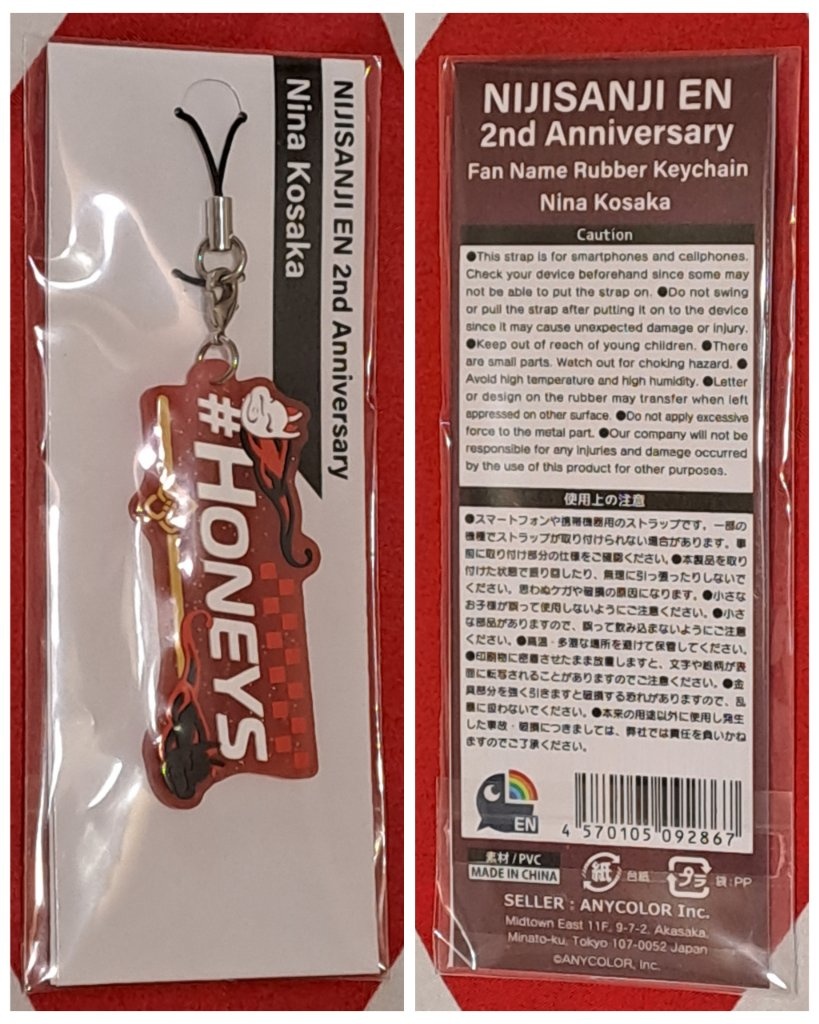 NIJISANJI EN 2nd Anniversary
Nina Kosaka
#HONEYS
NIJISANJI EN
2nd Anniversary
Fan Name Rubber Keychain
Nina Kosaka
Caution
●This strap is for smartphones and cellphones.
Check your device beforehand since some may
not be able to put the strap on. ●Do not swing
or pull the strap after putting it on to the device
since it may cause unexpected damage or injury.
●Keep out of reach of young children. ●There
are small parts. Watch out for choking hazard. ●
Avoid high temperature and high humidity. ●Letter
or design on the rubber may transfer when left
appressed on other surface. ●Do not apply excessive
force to the metal part. ●Our company will not be
responsible for any injuries and damage occurred
by the use of this product for other purposes.
使用上の注意
●スマートフォンや携帯機器用のストラップです。一部の
機種でストラップが取り付けられない場合があります。事
前に取り付け部分の仕様をご確認ください。●本製品を取り
付けた状態で振り回したり、無理に引っ張ったりしないで
ください。思わぬケガや破損の原因になります。●小さな
お子様が誤って使用しないようにご注意ください。●小さ
な部品がありますので、誤って飲み込まないようにご注意
ください。●高温・多湿な場所を避けて保管してください。
●印刷物に密着させたまま放置しますと、文字や絵柄が表
面に転写されることがありますのでご注意ください。●金
具部分を強く引きますと破損する恐れがありますので、乱
暴に扱わないでください。●本来の用途以外に使用し発生
した事故・破損につきましては、弊社では責任を負いかね
ますのでご了承ください。
EN
4 570105 092867
素材/PVC
MADE IN CHINA
紙 台紙
プラ 袋:PP
SELLER : ANYCOLOR Inc.
Midtown East 11F, 9-7-2, Akasaka,
Minato-ku, Tokyo 107-0052 Japan
©ANYCOLOR, Inc.